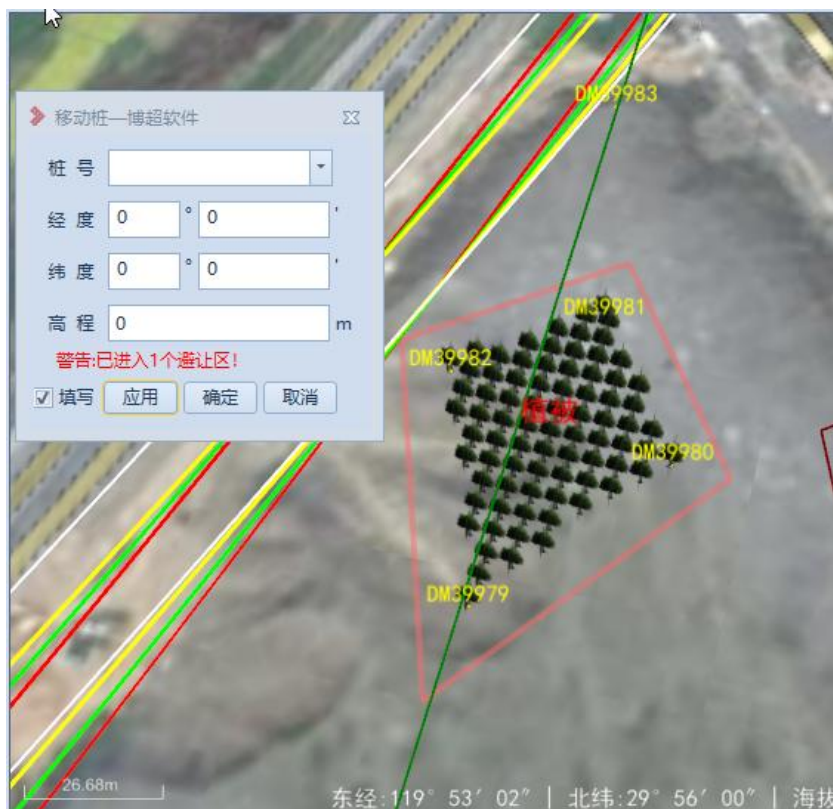 移动桩—博超软件
桩 号
经 度 0 ° 0 '
纬 度 0 ° 0 '
高 程 0 m
警告:已进入1个避让区!
填写 应用 确定 取消
DM39983
DM39981
DM39982
植被
DM39980
DM39979
26.68m
东经:119° 53′ 02″ | 北纬:29° 56′ 00″ | 海拔